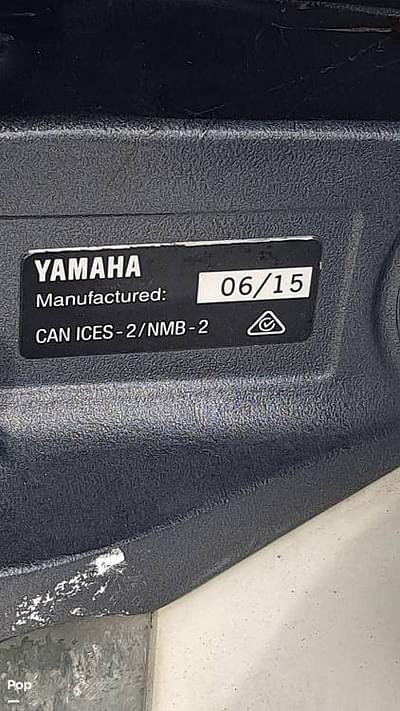 YAMAHA
Manufactured: 06/15
CAN ICES-2/NMB-2
Pop